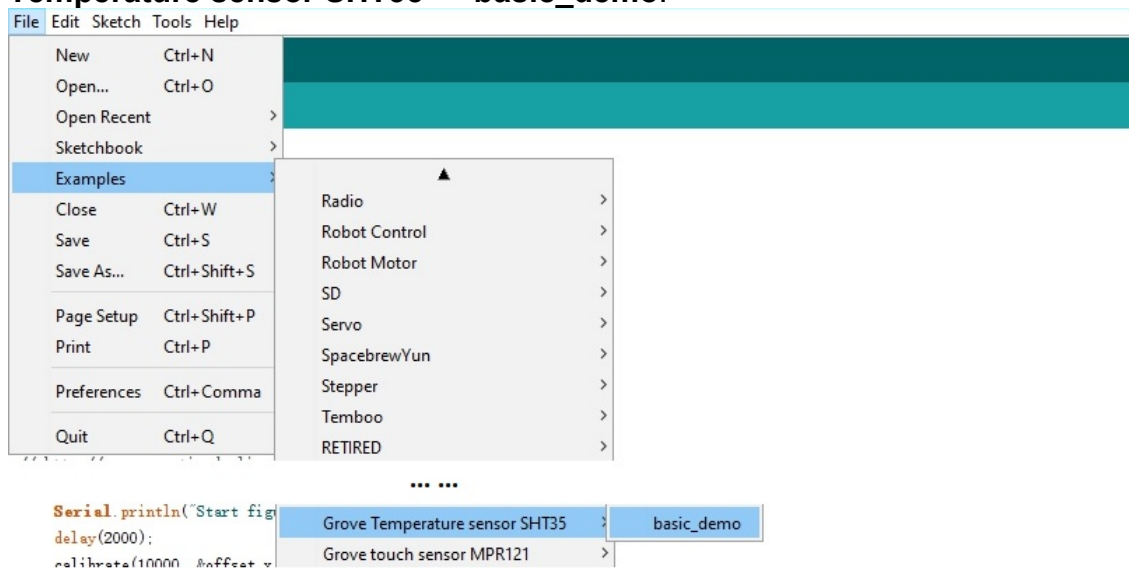 File Edit Sketch Tools Help
New Ctrl+N
Open... Ctrl+O
Open Recent >
Sketchbook >
Examples >
Close Ctrl+W
Save Ctrl+S
Save As... Ctrl+Shift+S
Page Setup Ctrl+Shift+P
Print Ctrl+P
Preferences Ctrl+Comma
Quit Ctrl+Q
▲
Radio >
Robot Control >
Robot Motor >
SD >
Servo >
SpacebrewYun >
Stepper >
Temboo >
RETIRED >
... ...
Serial.println("Start fig
delay(2000);
calibrate(10000, &offset_x
Grove Temperature sensor SHT35 >
Grove touch sensor MPR121 >
basic_demo